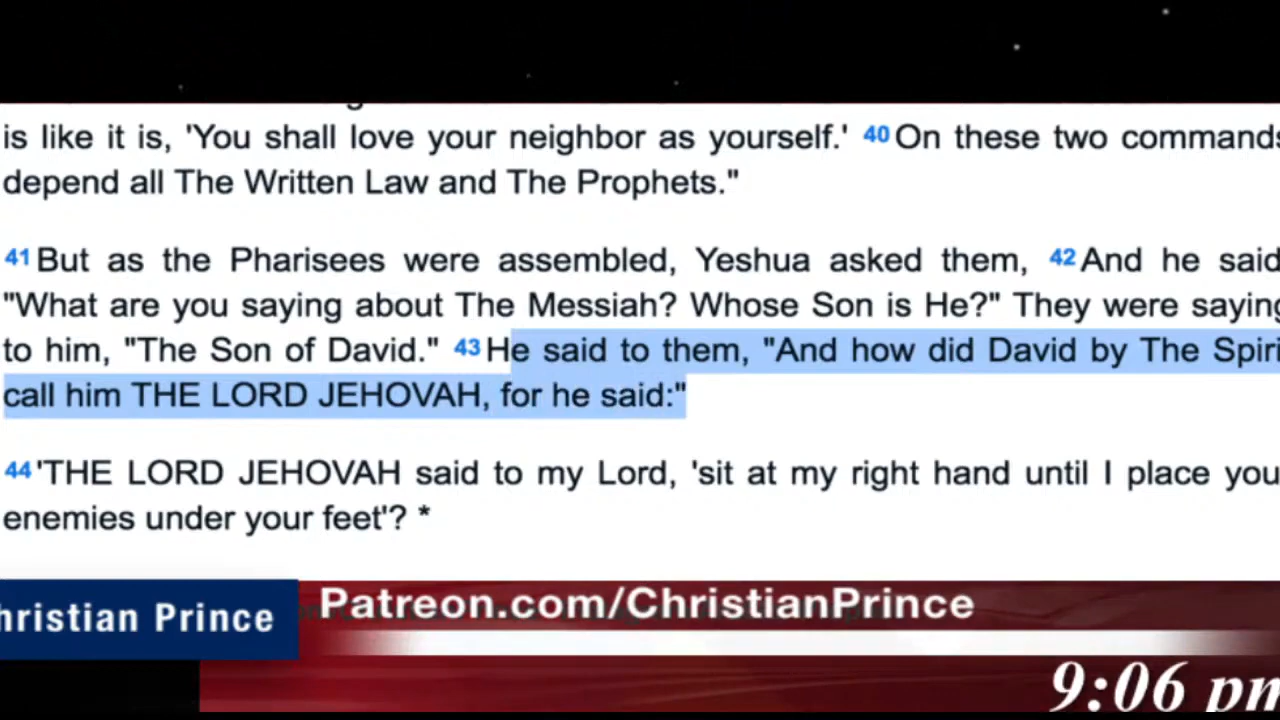 is like it is, 'You shall love your neighbor as yourself.' 40 On these two commands
depend all The Written Law and The Prophets."
41 But as the Pharisees were assembled, Yeshua asked them, 42 And he said
"What are you saying about The Messiah? Whose Son is He?" They were saying
to him, "The Son of David." 43 He said to them, "And how did David by The Spiri
call him THE LORD JEHOVAH, for he said:"
44 'THE LORD JEHOVAH said to my Lord, 'sit at my right hand until I place you
enemies under your feet'? *
hristian Prince
Patreon.com/ChristianPrince
9:06 pm